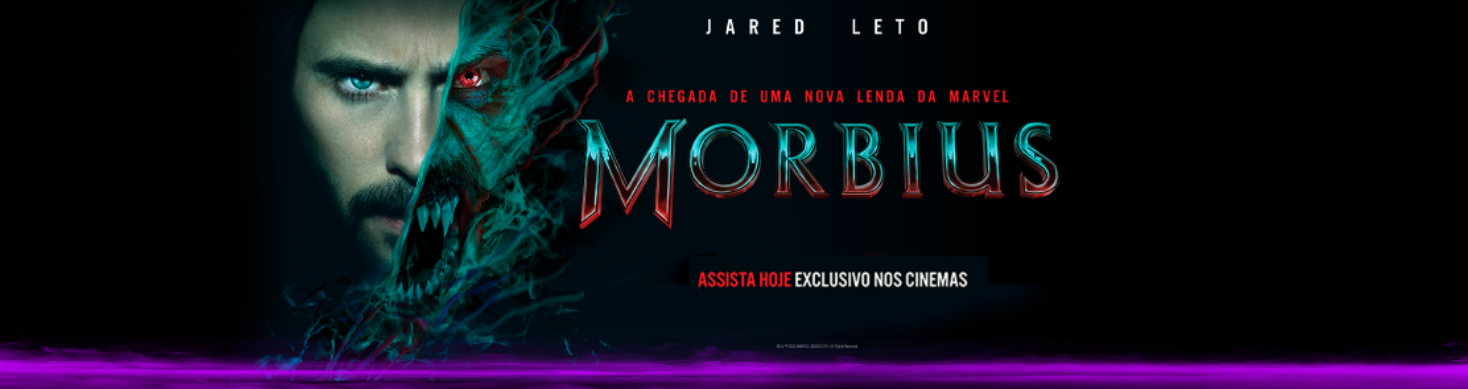 JARED LETO
A CHEGADA DE UMA NOVA LENDA DA MARVEL
MORBIUS
ASSISTA HOJE EXCLUSIVO NOS CINEMAS